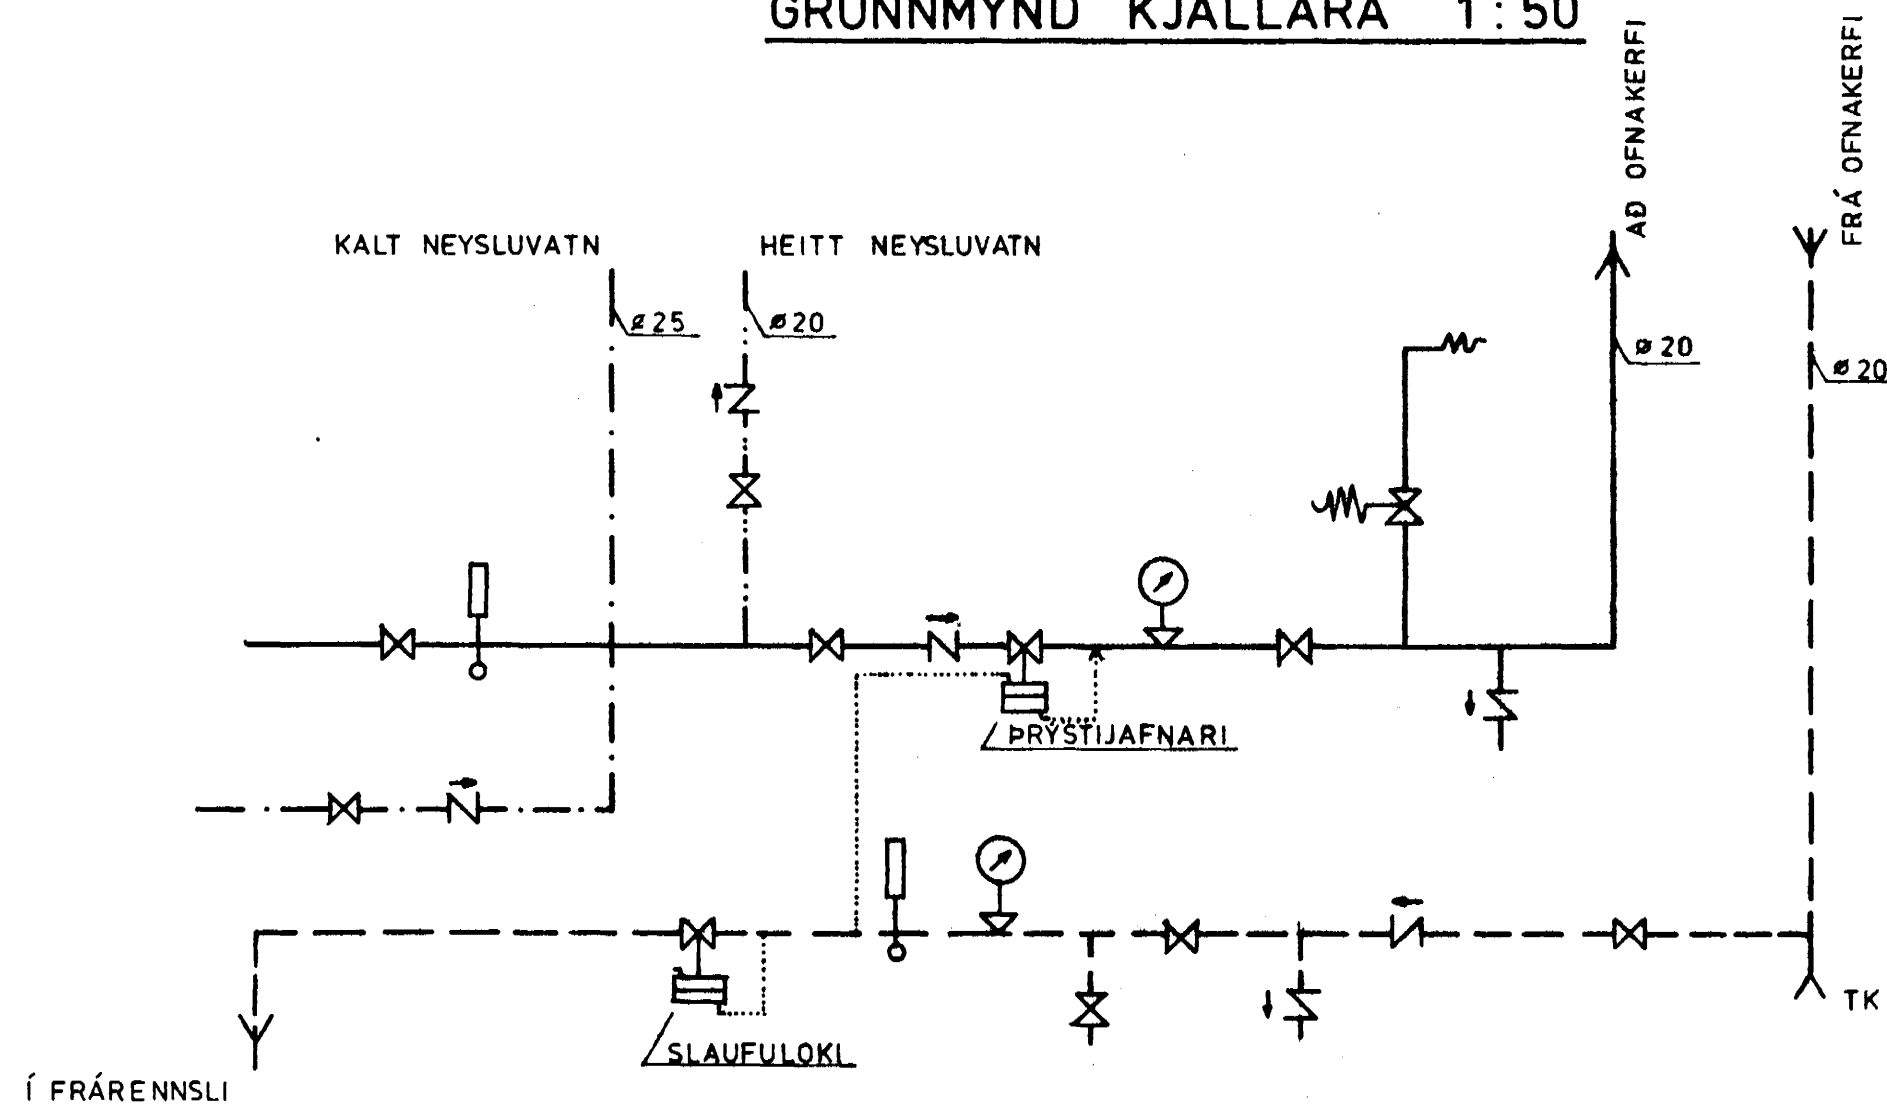 GRUNNMYND KJALLARA 1:50
AÐ OFNAKERFI
FRÁ OFNAKERFI
KALT NEYSLUVATN
HEITT NEYSLUVATN
ø25
ø20
ø20
ø20
ÞRÝSTIJAFNARI
TK
SLAUFULOKI
Í FRÁRENNSLI